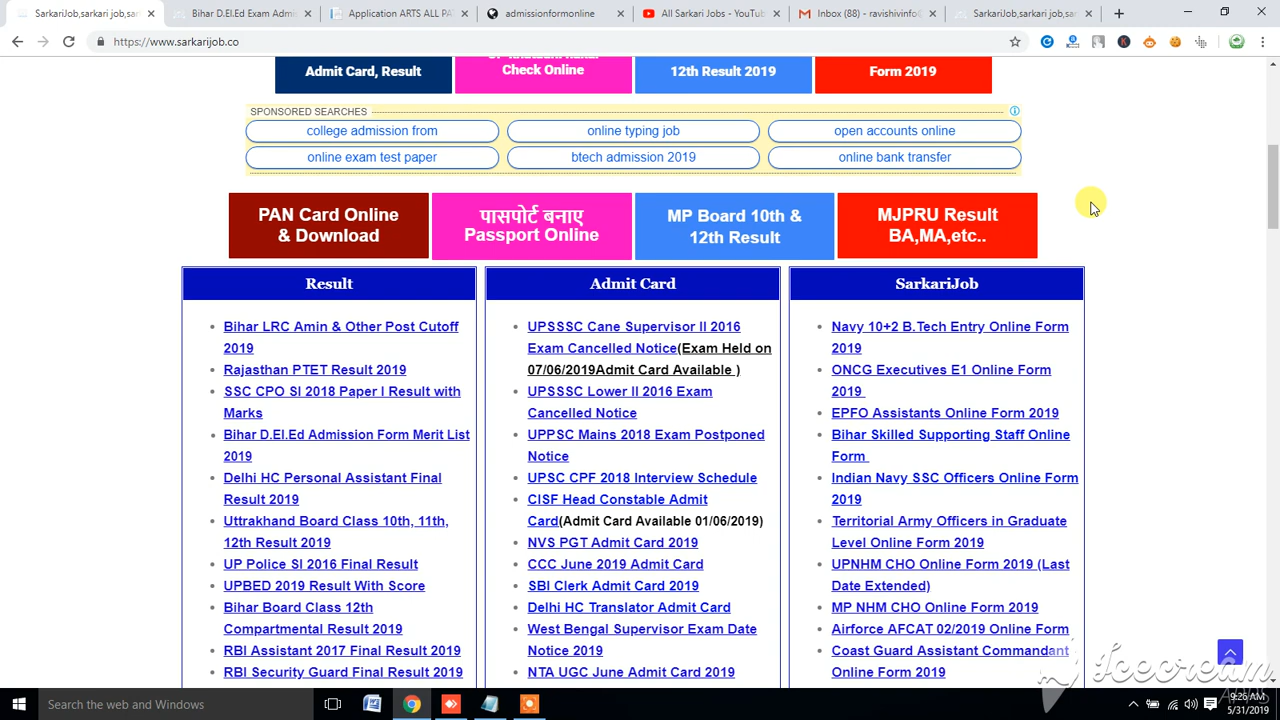 SarkariJob,sarkari job,sar
Bihar D.El.Ed Exam Admi
Application ARTS ALL PA
admissionformonline
All Sarkari Jobs - YouTu
Inbox (88) - ravishivinfo@
SarkariJob,sarkari job,sar
https://www.sarkarijob.co
Admit Card, Result
Check Online
12th Result 2019
Form 2019
SPONSORED SEARCHES
college admission from
online typing job
open accounts online
online exam test paper
btech admission 2019
online bank transfer
PAN Card Online
& Download
पासपोर्ट बनाए
Passport Online
MP Board 10th &
12th Result
MJPRU Result
BA,MA,etc..
Result
Bihar LRC Amin & Other Post Cutoff
2019
Rajasthan PTET Result 2019
SSC CPO SI 2018 Paper I Result with
Marks
Bihar D.El.Ed Admission Form Merit List
2019
Delhi HC Personal Assistant Final
Result 2019
Uttrakhand Board Class 10th, 11th,
12th Result 2019
UP Police SI 2016 Final Result
UPBED 2019 Result With Score
Bihar Board Class 12th
Compartmental Result 2019
RBI Assistant 2017 Final Result 2019
RBI Security Guard Final Result 2019
Admit Card
UPSSSC Cane Supervisor II 2016
Exam Cancelled Notice(Exam Held on
07/06/2019Admit Card Available )
UPSSSC Lower II 2016 Exam
Cancelled Notice
UPPSC Mains 2018 Exam Postponed
Notice
UPSC CPF 2018 Interview Schedule
CISF Head Constable Admit
Card(Admit Card Available 01/06/2019)
NVS PGT Admit Card 2019
CCC June 2019 Admit Card
SBI Clerk Admit Card 2019
Delhi HC Translator Admit Card
West Bengal Supervisor Exam Date
Notice 2019
NTA UGC June Admit Card 2019
SarkariJob
Navy 10+2 B.Tech Entry Online Form
2019
ONCG Executives E1 Online Form
2019
EPFO Assistants Online Form 2019
Bihar Skilled Supporting Staff Online
Form
Indian Navy SSC Officers Online Form
2019
Territorial Army Officers in Graduate
Level Online Form 2019
UPNHM CHO Online Form 2019 (Last
Date Extended)
MP NHM CHO Online Form 2019
Airforce AFCAT 02/2019 Online Form
Coast Guard Assistant Commandant
Online Form 2019
Icecream
APPS
Search the web and Windows
9:26 AM
5/31/2019